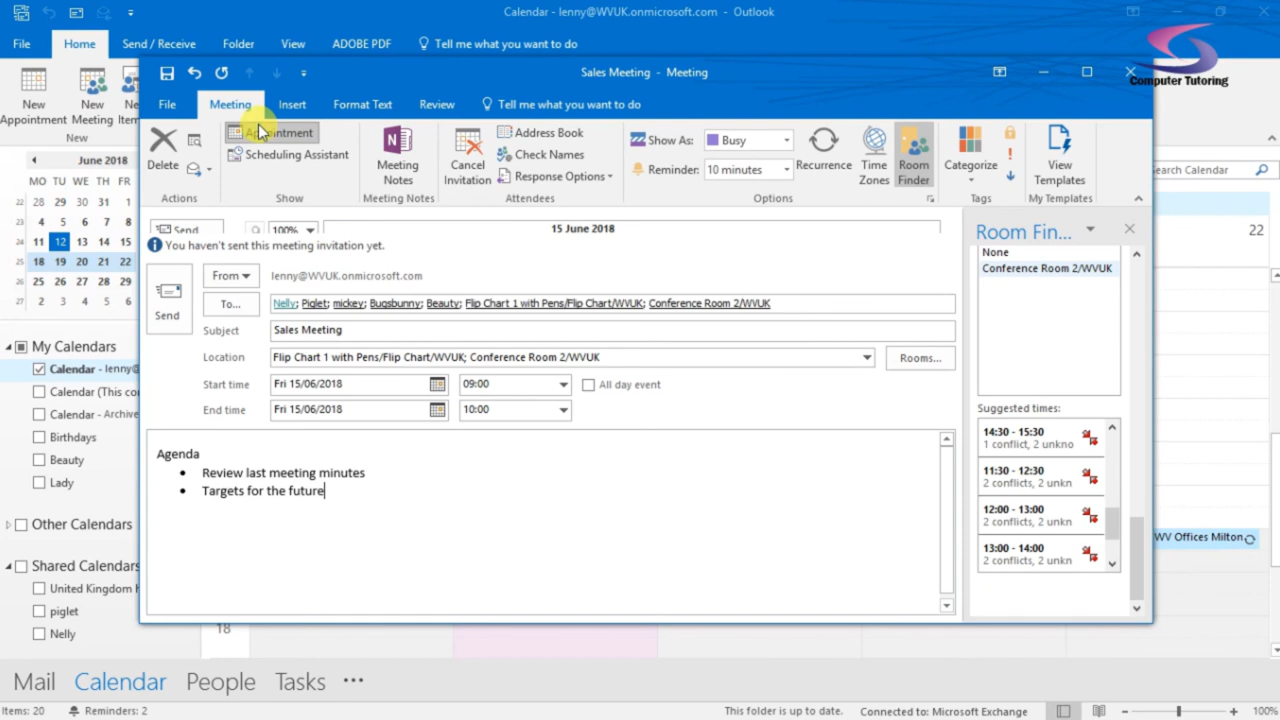 Calendar - lenny@WVUK.onmicrosoft.com - Outlook
File Home Send / Receive Folder View ADOBE PDF Tell me what you want to do
New Appointment
New Meeting
New
Computer Tutoring
Sales Meeting - Meeting
File Meeting Insert Format Text Review Tell me what you want to do
Delete
Actions
Appointment
Scheduling Assistant
Show
Meeting Notes
Meeting Notes
Cancel Invitation
Address Book
Check Names
Response Options
Attendees
Show As: Busy
Reminder: 10 minutes
Recurrence
Time Zones
Room Finder
Options
Categorize
Tags
View Templates
My Templates
Search Calendar
June 2018
MO TU WE TH FR
22 28 29 30 31 1
23 4 5 6 7 8
24 11 12 13 14 15
25 18 19 20 21 22
26 25 26 27 28 29
27 2 3 4 5 6
My Calendars
Calendar - lenny@
Calendar (This co
Calendar - Archive
Birthdays
Beauty
Lady
Other Calendars
Shared Calendars
United Kingdom
piglet
Nelly
Send 100% 15 June 2018
You haven't sent this meeting invitation yet.
Send
From lenny@WVUK.onmicrosoft.com
To... Nelly; Piglet; mickey; Bugsbunny; Beauty; Flip Chart 1 with Pens/Flip Chart/WVUK; Conference Room 2/WVUK
Subject Sales Meeting
Location Flip Chart 1 with Pens/Flip Chart/WVUK; Conference Room 2/WVUK Rooms...
Start time Fri 15/06/2018 09:00 All day event
End time Fri 15/06/2018 10:00
Agenda
• Review last meeting minutes
• Targets for the future
Room Fin...
None
Conference Room 2/WVUK
Suggested times:
14:30 - 15:30
1 conflict, 2 unkno
11:30 - 12:30
2 conflicts, 2 unkn
12:00 - 13:00
2 conflicts, 2 unkn
13:00 - 14:00
2 conflicts, 2 unkn
22
WV Offices Milton
18
Mail Calendar People Tasks •••
Items: 20 Reminders: 2 This folder is up to date. Connected to: Microsoft Exchange 100%